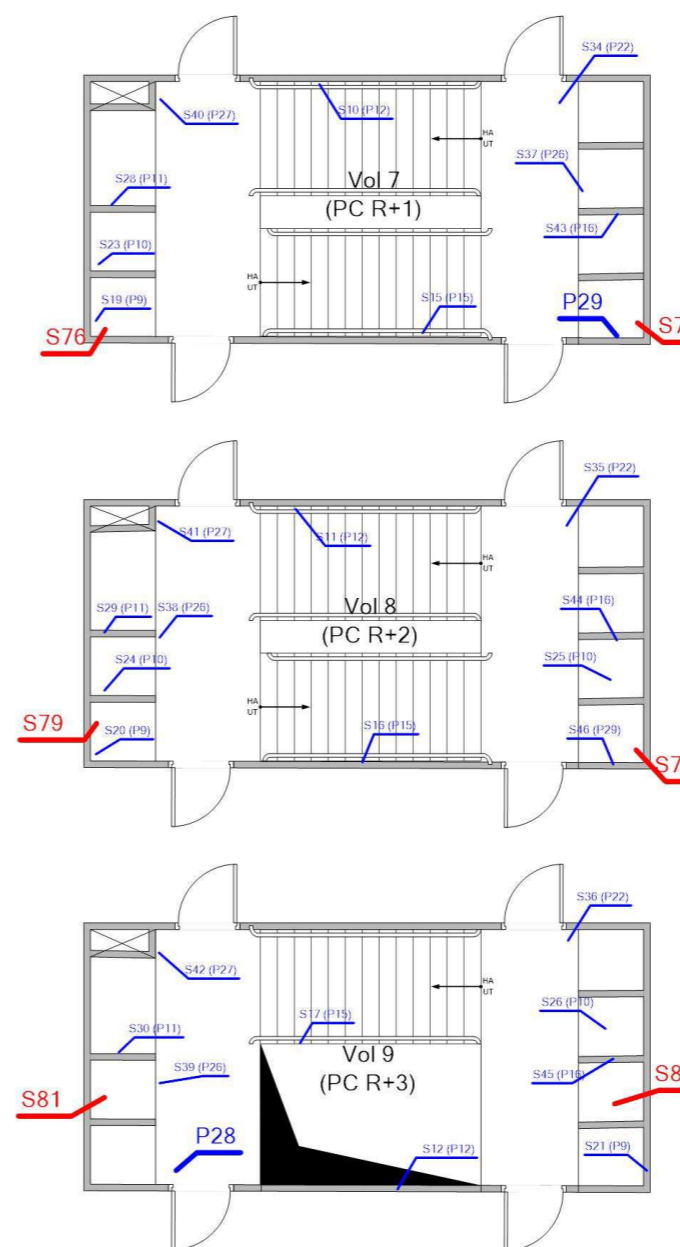 S34 (P22)
S40 (P27)
S10 (P12)
HA
UT
S37 (P26)
Vol 7
(PC R+1)
S28 (P11)
S43 (P16)
S23 (P10)
HA
UT
S19 (P9)
S15 (P15)
P29
S76
S7
S35 (P22)
S41 (P27)
S11 (P12)
HA
UT
S29 (P11)
S38 (P26)
Vol 8
(PC R+2)
S44 (P16)
S24 (P10)
S25 (P10)
HA
UT
S79
S20 (P9)
S16 (P15)
S46 (P29)
S7
S36 (P22)
S42 (P27)
HA
UT
S26 (P10)
S17 (P15)
S30 (P11)
Vol 9
(PC R+3)
S39 (P26)
S45 (P16)
S81
S8
P28
S12 (P12)
S21 (P9)